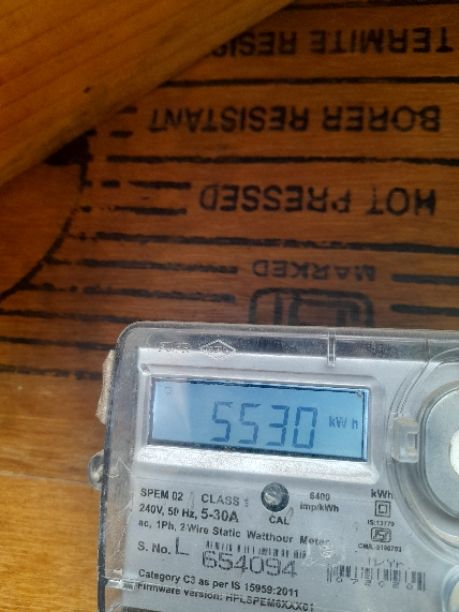 TERMITE RESIS
BORER RESISTANT
HOT PRESSED
MARKED
5530 kWh
SPEM 02 CLASS 1 6400 kWh
240V, 50 Hz, 5-30A CAL imp/kWh
ac, 1Ph, 2-Wire Static Watthour Meter
IS:13779
S. No. L 654094
Category C3 as per IS 15959:2011
Firmware version: